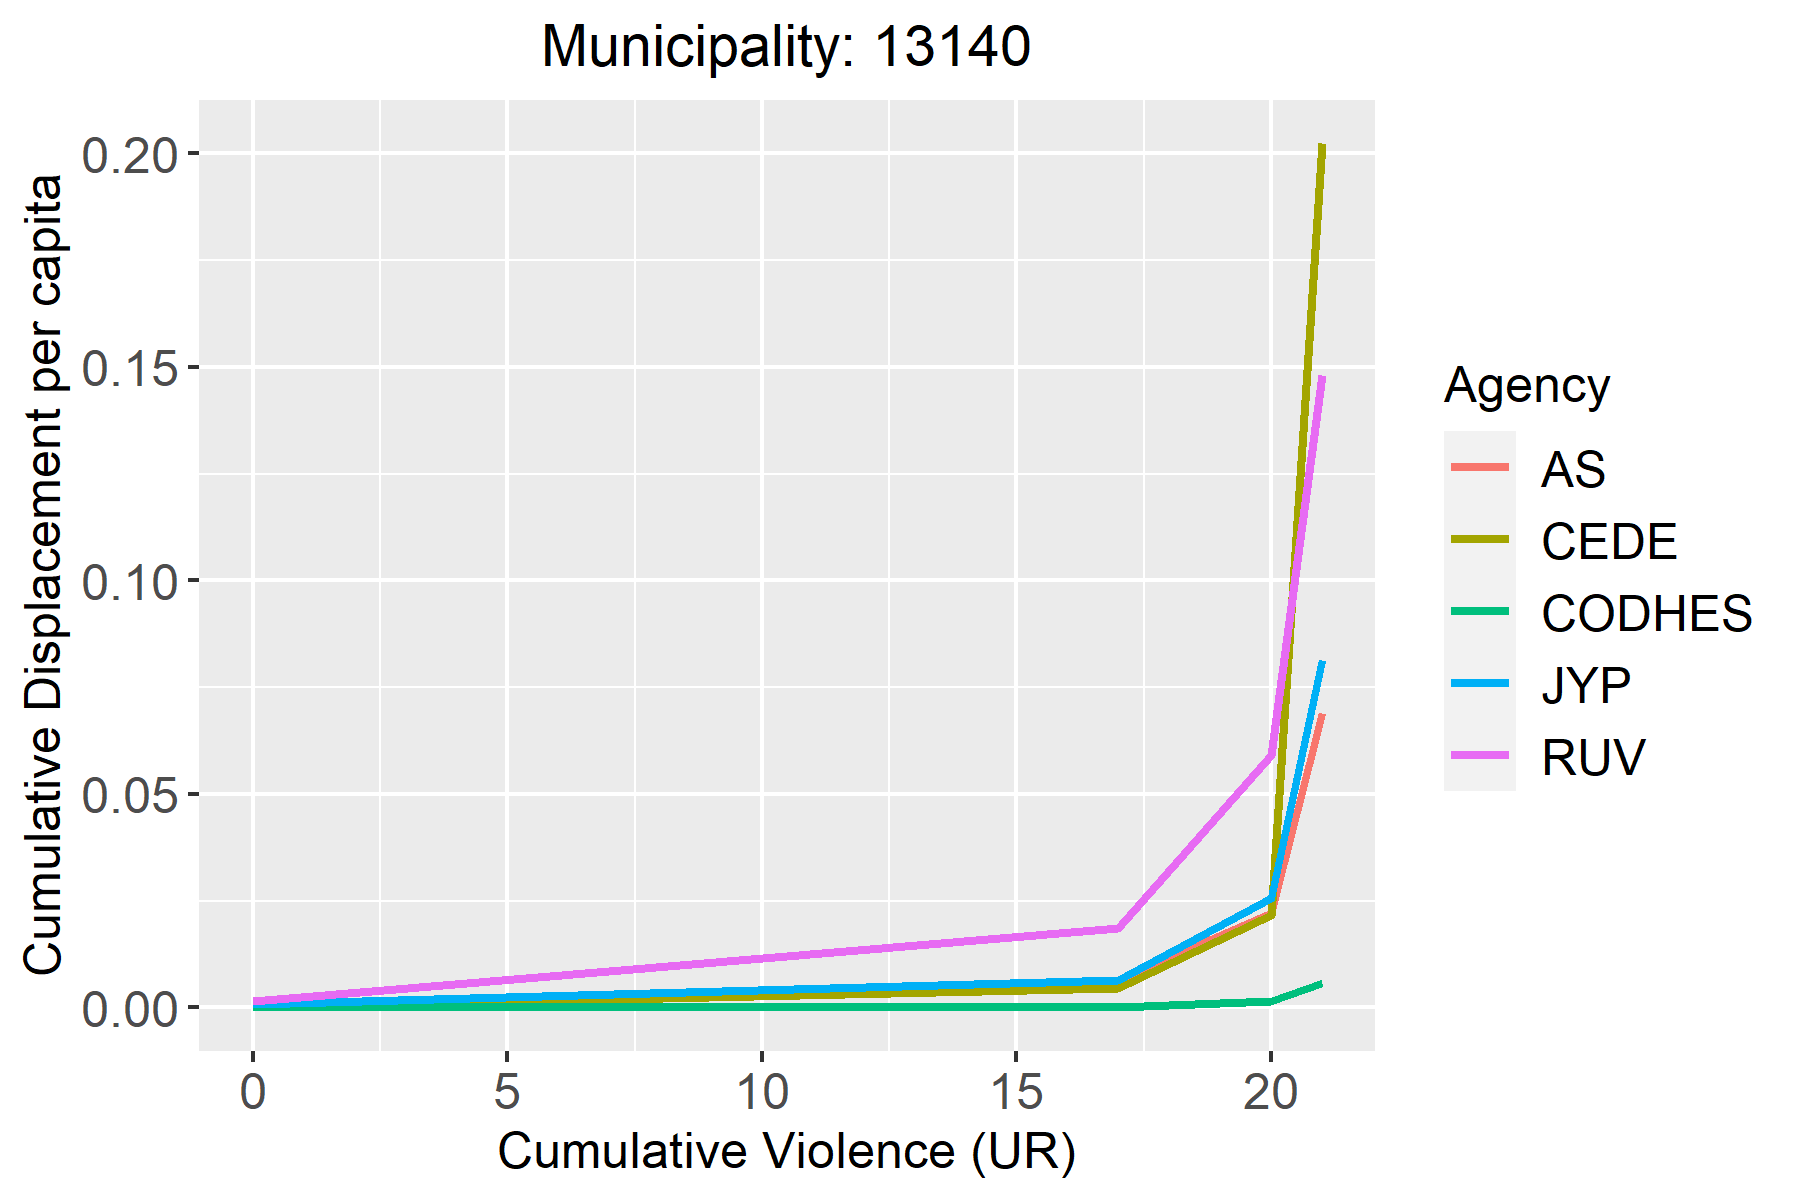 Municipality: 13140
Cumulative Displacement per capita
0.20
0.15
0.10
0.05
0.00
0 5 10 15 20
Cumulative Violence (UR)
Agency
AS
CEDE
CODHES
JYP
RUV